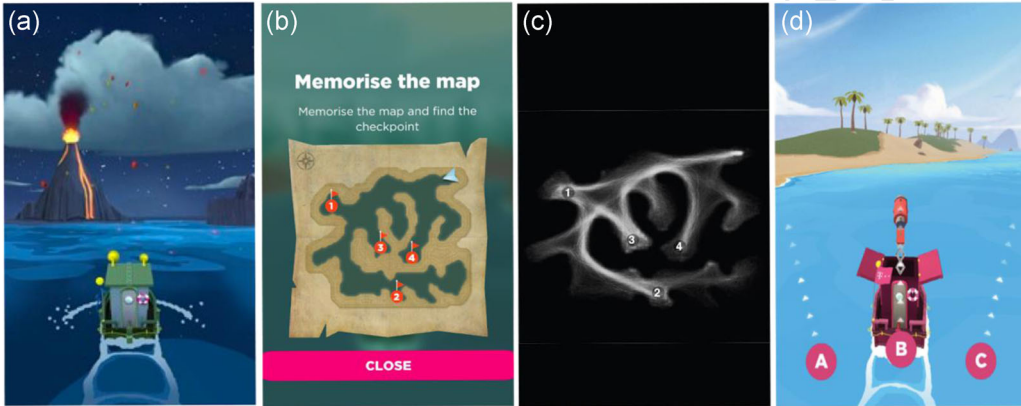 (a)
(b)
Memorise the map
Memorise the map and find the
checkpoint
1
3
4
2
CLOSE
(c)
1
3
4
2
(d)
A
B
C